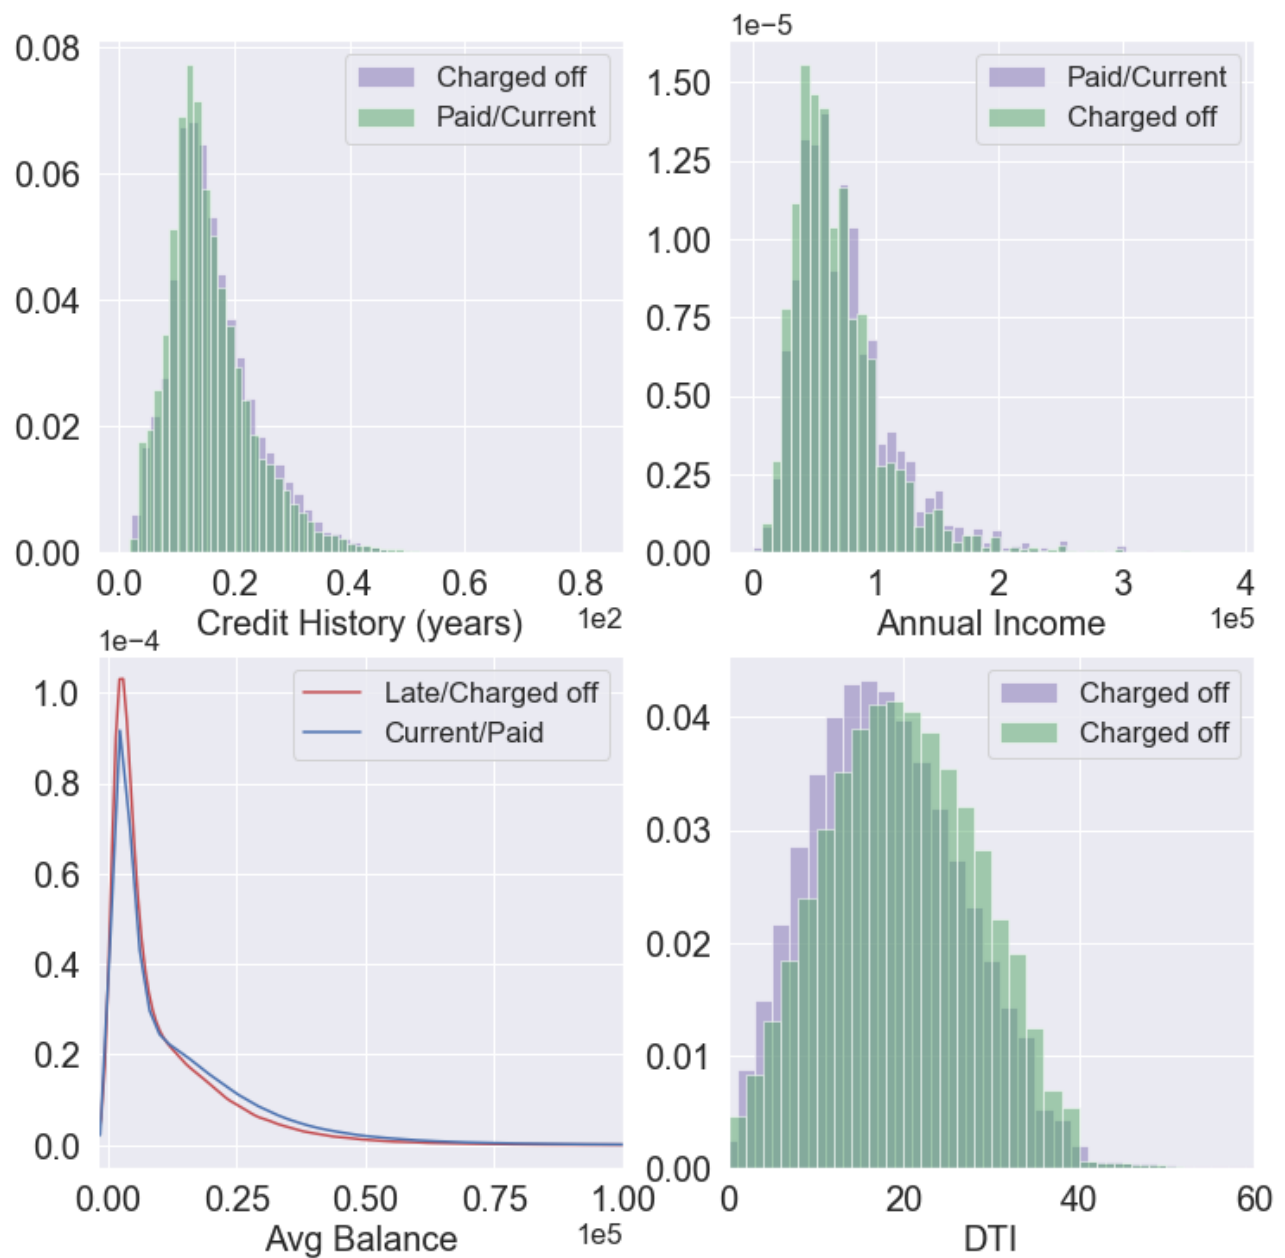 1e−5
0.08
0.06
0.04
0.02
0.00
Charged off
Paid/Current
0.0 0.2 0.4 0.6 0.8
Credit History (years) 1e2
1.50
1.25
1.00
0.75
0.50
0.25
0.00
Paid/Current
Charged off
0 1 2 3 4
Annual Income 1e5
1e−4
1.0
0.8
0.6
0.4
0.2
0.0
Late/Charged off
Current/Paid
0.00 0.25 0.50 0.75 1.00
Avg Balance 1e5
0.04
0.03
0.02
0.01
0.00
Charged off
Charged off
0 20 40 60
DTI